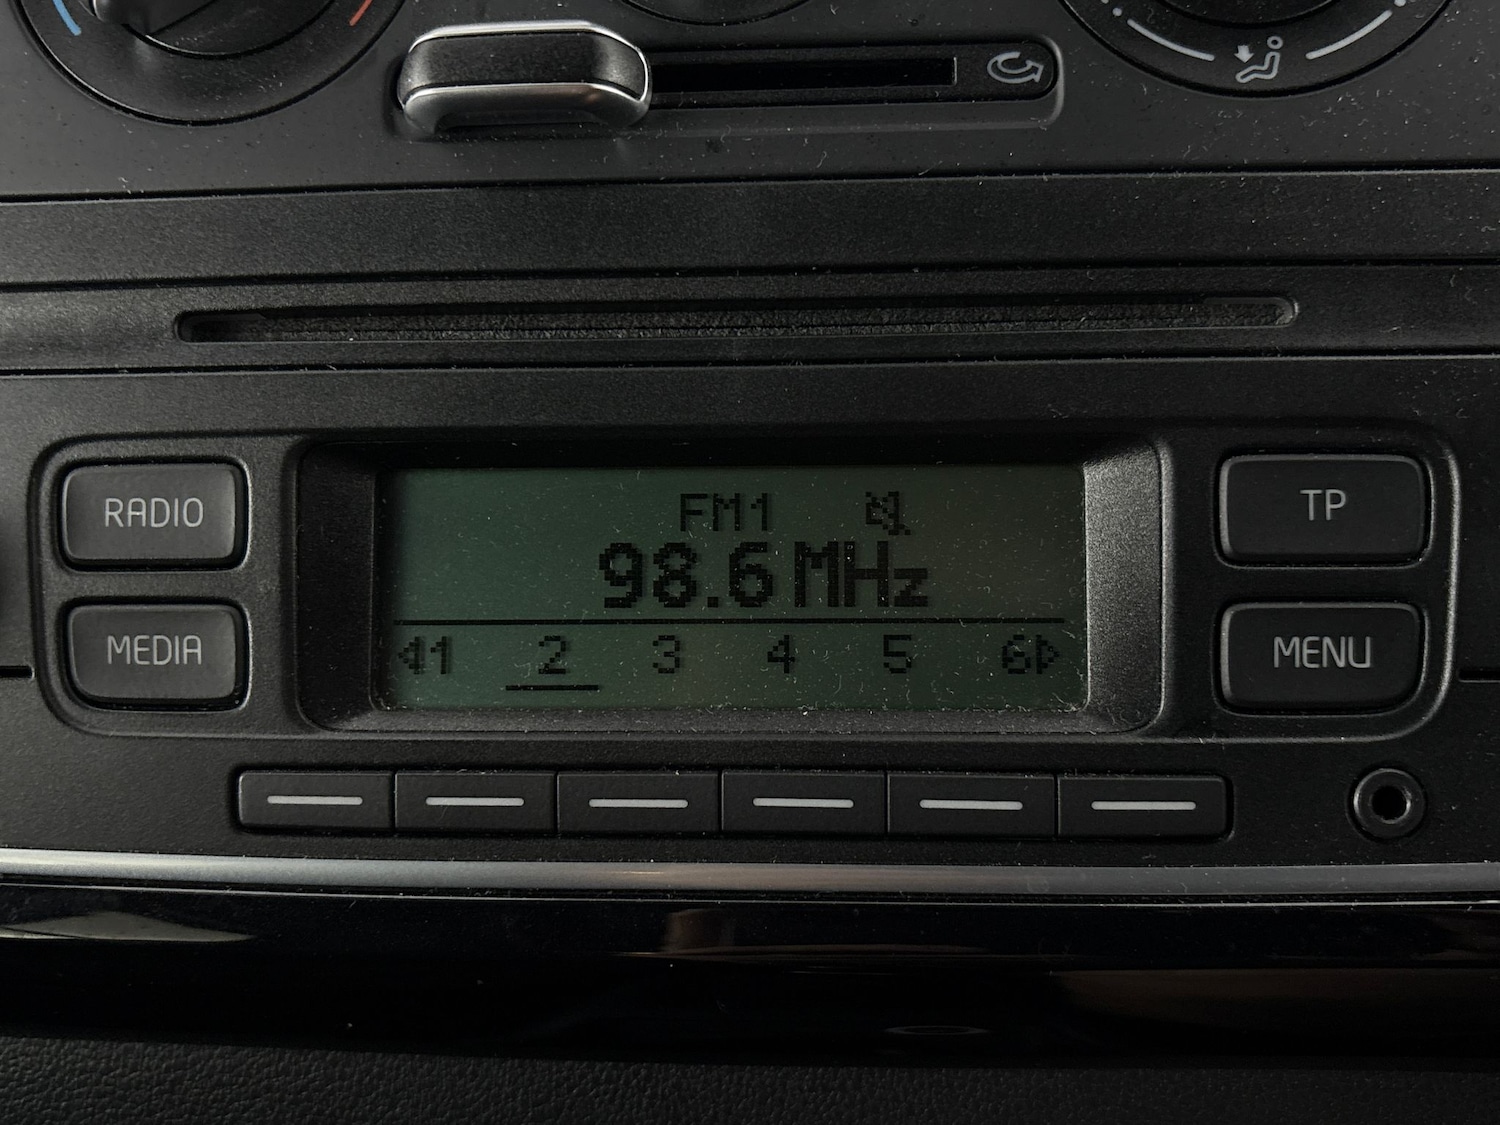 RADIO
MEDIA
FM1
98.6 MHz
1 2 3 4 5 6
TP
MENU